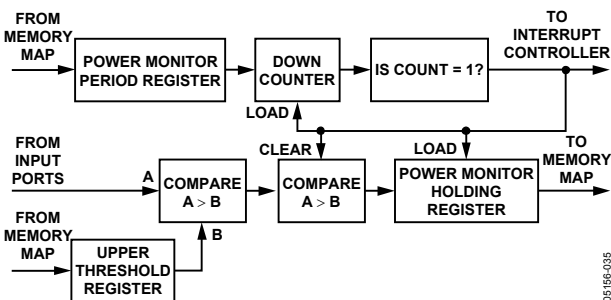 FROM
MEMORY
MAP
POWER MONITOR
PERIOD REGISTER
DOWN
COUNTER
IS COUNT = 1?
TO
INTERRUPT
CONTROLLER
LOAD
FROM
INPUT
PORTS
A
COMPARE
A > B
CLEAR
COMPARE
A > B
LOAD
POWER MONITOR
HOLDING
REGISTER
TO
MEMORY
MAP
FROM
MEMORY
MAP
B
UPPER
THRESHOLD
REGISTER
05156-035